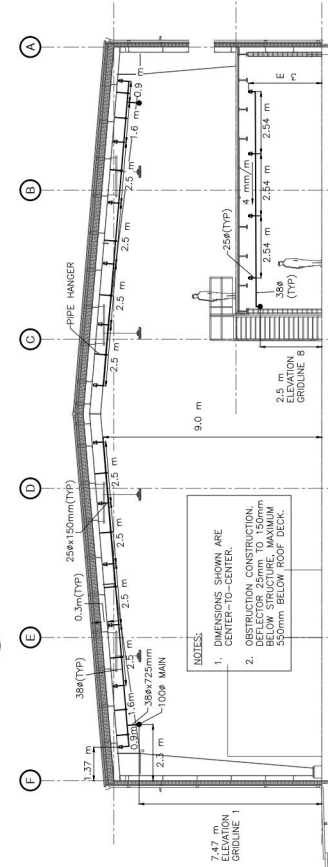 F
E
D
C
B
A
0.3m(TYP)
25øx150mm(TYP)
38ø(TYP)
PIPE HANGER
1.37 m
0.9m
1.6m
2.5 m
2.5 m
2.5 m
2.5 m
2.5 m
2.5 m
2.5 m
1.6 m
0.9 m
38øx725mm
100ø MAIN
2.3 m
9.0 m
25ø(TYP)
4 mm/m
38ø
(TYP)
2.54 m
2.54 m
2.54 m
3 m
7.47 m
ELEVATION
GRIDLINE 1
2.5 m
ELEVATION
GRIDLINE 8
NOTES:
1. DIMENSIONS SHOWN ARE
CENTER-TO-CENTER.
2. OBSTRUCTION CONSTRUCTION.
DEFLECTOR 25mm TO 150mm
BELOW STRUCTURE, MAXIMUM
550mm BELOW ROOF DECK.